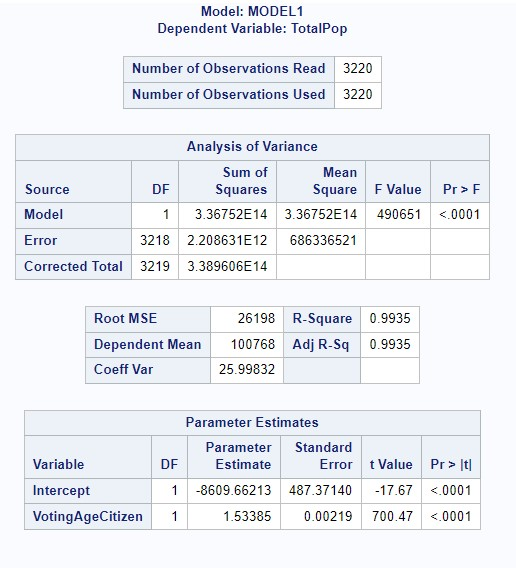 Model: MODEL1
Dependent Variable: TotalPop
Number of Observations Read 3220
Number of Observations Used 3220
Analysis of Variance
Source DF Sum of Squares Mean Square F Value Pr > F
Model 1 3.36752E14 3.36752E14 490651 <.0001
Error 3218 2.208631E12 686336521
Corrected Total 3219 3.389606E14
Root MSE 26198 R-Square 0.9935
Dependent Mean 100768 Adj R-Sq 0.9935
Coeff Var 25.99832
Parameter Estimates
Variable DF Parameter Estimate Standard Error t Value Pr > |t|
Intercept 1 -8609.66213 487.37140 -17.67 <.0001
VotingAgeCitizen 1 1.53385 0.00219 700.47 <.0001